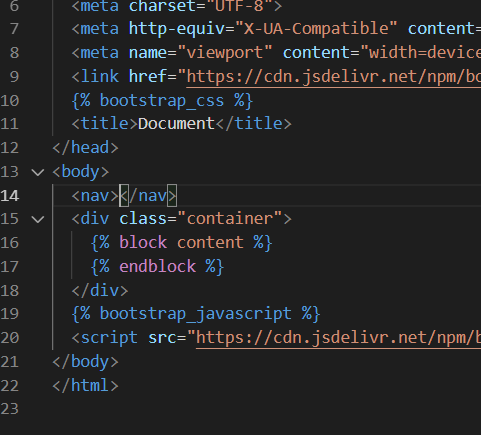 6 <meta charset="UTF-8">
7 <meta http-equiv="X-UA-Compatible" content=
8 <meta name="viewport" content="width=device
9 <link href="https://cdn.jsdelivr.net/npm/bo
10 {% bootstrap_css %}
11 <title>Document</title>
12 </head>
13 <body>
14 <nav></nav>
15 <div class="container">
16 {% block content %}
17 {% endblock %}
18 </div>
19 {% bootstrap_javascript %}
20 <script src="https://cdn.jsdelivr.net/npm/b
21 </body>
22 </html>
23